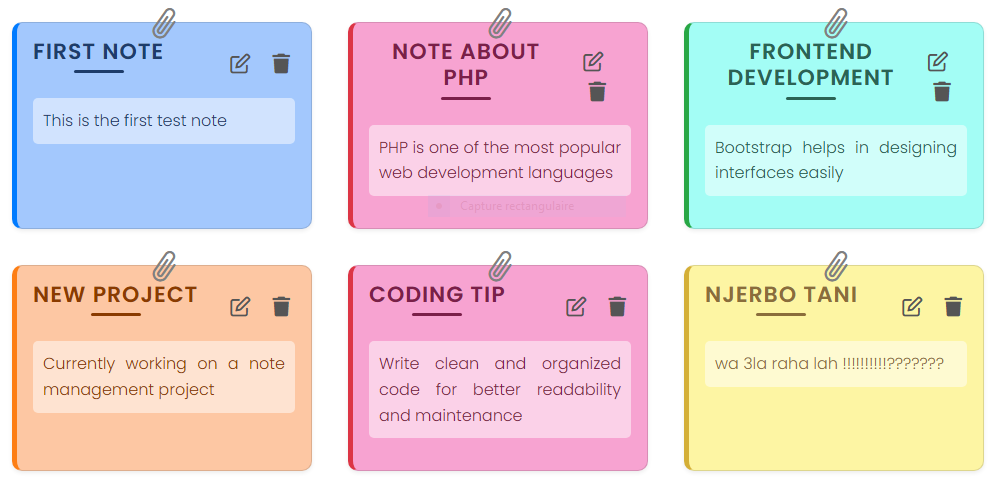 FIRST NOTE
This is the first test note
NOTE ABOUT
PHP
PHP is one of the most popular
web development languages
Capture rectangulaire
FRONTEND
DEVELOPMENT
Bootstrap helps in designing
interfaces easily
NEW PROJECT
Currently working on a note
management project
CODING TIP
Write clean and organized
code for better readability
and maintenance
NJERBO TANI
wa 3la raha lah !!!!!!!!!!???????